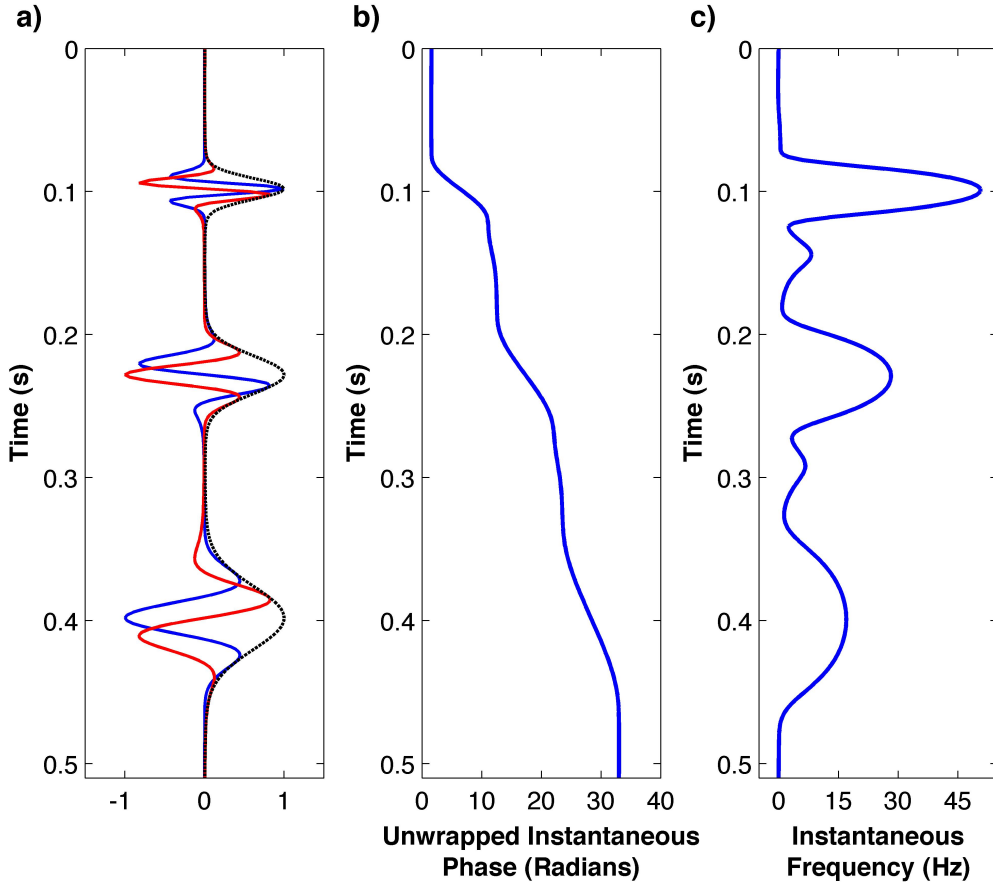 a)
0
0.1
0.2
0.3
0.4
0.5
-1 0 1
Time (s)
b)
0
0.1
0.2
0.3
0.4
0.5
0 10 20 30 40
Time (s)
Unwrapped Instantaneous
Phase (Radians)
c)
0
0.1
0.2
0.3
0.4
0.5
0 15 30 45
Time (s)
Instantaneous
Frequency (Hz)